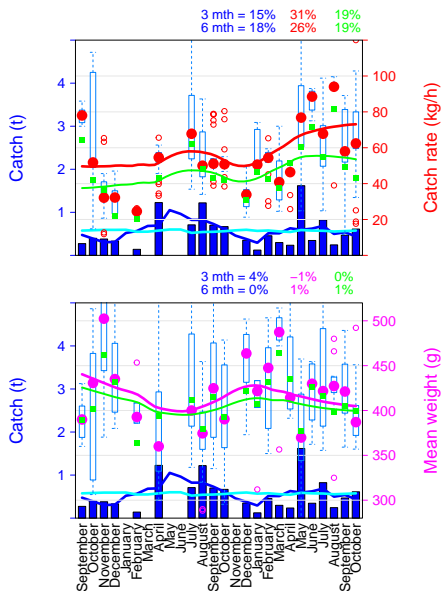 3 mth = 15% 31% 19%
6 mth = 18% 26% 19%
Catch (t)
5
4
3
2
1
Catch rate (kg/h)
120
100
80
60
40
20
3 mth = 4% −1% 0%
6 mth = 0% 1% 1%
Catch (t)
5
4
3
2
1
Mean weight (g)
500
450
400
350
300
September
October
November
December
January
February
March
April
May
June
July
August
September
October
November
December
January
February
March
April
May
June
July
August
September
October